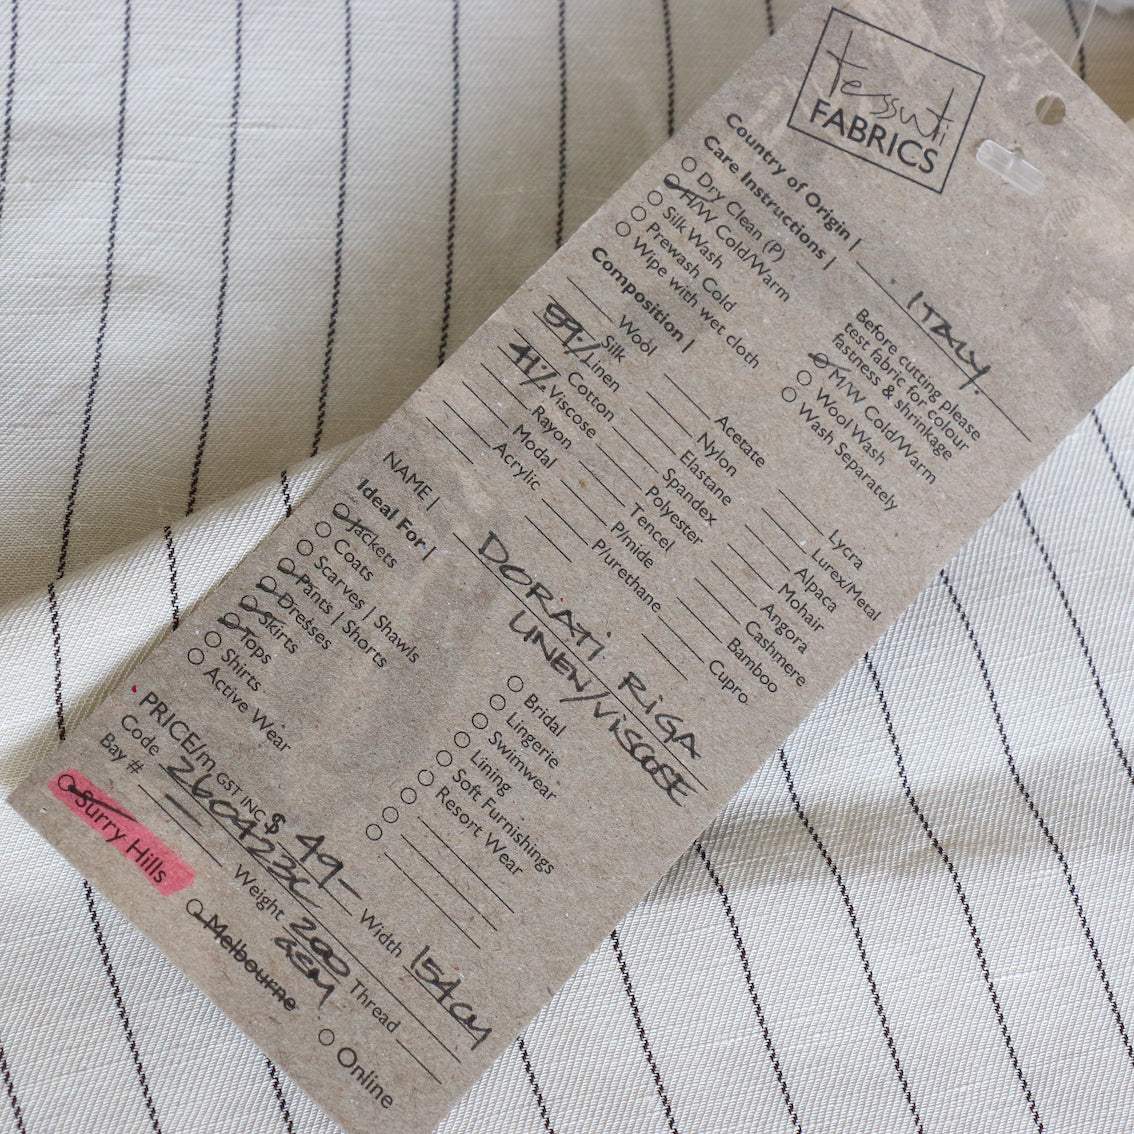 tessuti
FABRICS
Country of Origin | ITALY
Care Instructions |
Dry Clean (P)
H/W Cold/Warm
Silk Wash
Prewash Cold
Wipe with wet cloth
Before cutting please
test fabric for colour
fastness & shrinkage
M/W Cold/Warm
Wool Wash
Wash Separately
Composition |
Wool
Silk
59% Linen
Cotton
41% Viscose
Rayon
Modal
Acrylic
Acetate
Nylon
Elastane
Spandex
Polyester
Tencel
P/mide
P/urethane
Lycra
Lurex/Metal
Alpaca
Mohair
Angora
Cashmere
Bamboo
Cupro
NAME | DORATI RIGA
LINEN/VISCOSE
Ideal For |
Jackets
Coats
Scarves | Shawls
Pants | Shorts
Dresses
Skirts
Tops
Shirts
Active Wear
Bridal
Lingerie
Swimwear
Lining
Soft Furnishings
Resort Wear
PRICE/m GST INC $ 49- Width 154cm
Code 260423C Weight 200 GSM Thread
Bay #
Surry Hills
Melbourne
Online